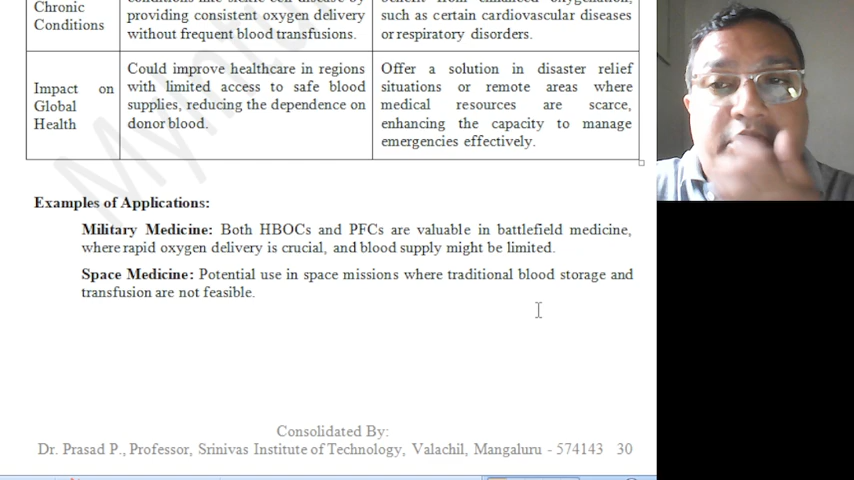 Chronic
Conditions
conditions like sickle cell disease by
providing consistent oxygen delivery
without frequent blood transfusions.
benefit from enhanced oxygenation,
such as certain cardiovascular diseases
or respiratory disorders.
Impact on
Global
Health
Could improve healthcare in regions
with limited access to safe blood
supplies, reducing the dependence on
donor blood.
Offer a solution in disaster relief
situations or remote areas where
medical resources are scarce,
enhancing the capacity to manage
emergencies effectively.
Examples of Applications:
Military Medicine: Both HBOCs and PFCs are valuable in battlefield medicine,
where rapid oxygen delivery is crucial, and blood supply might be limited.
Space Medicine: Potential use in space missions where traditional blood storage and
transfusion are not feasible.
Consolidated By:
Dr. Prasad P., Professor, Srinivas Institute of Technology, Valachil, Mangaluru - 574143 30